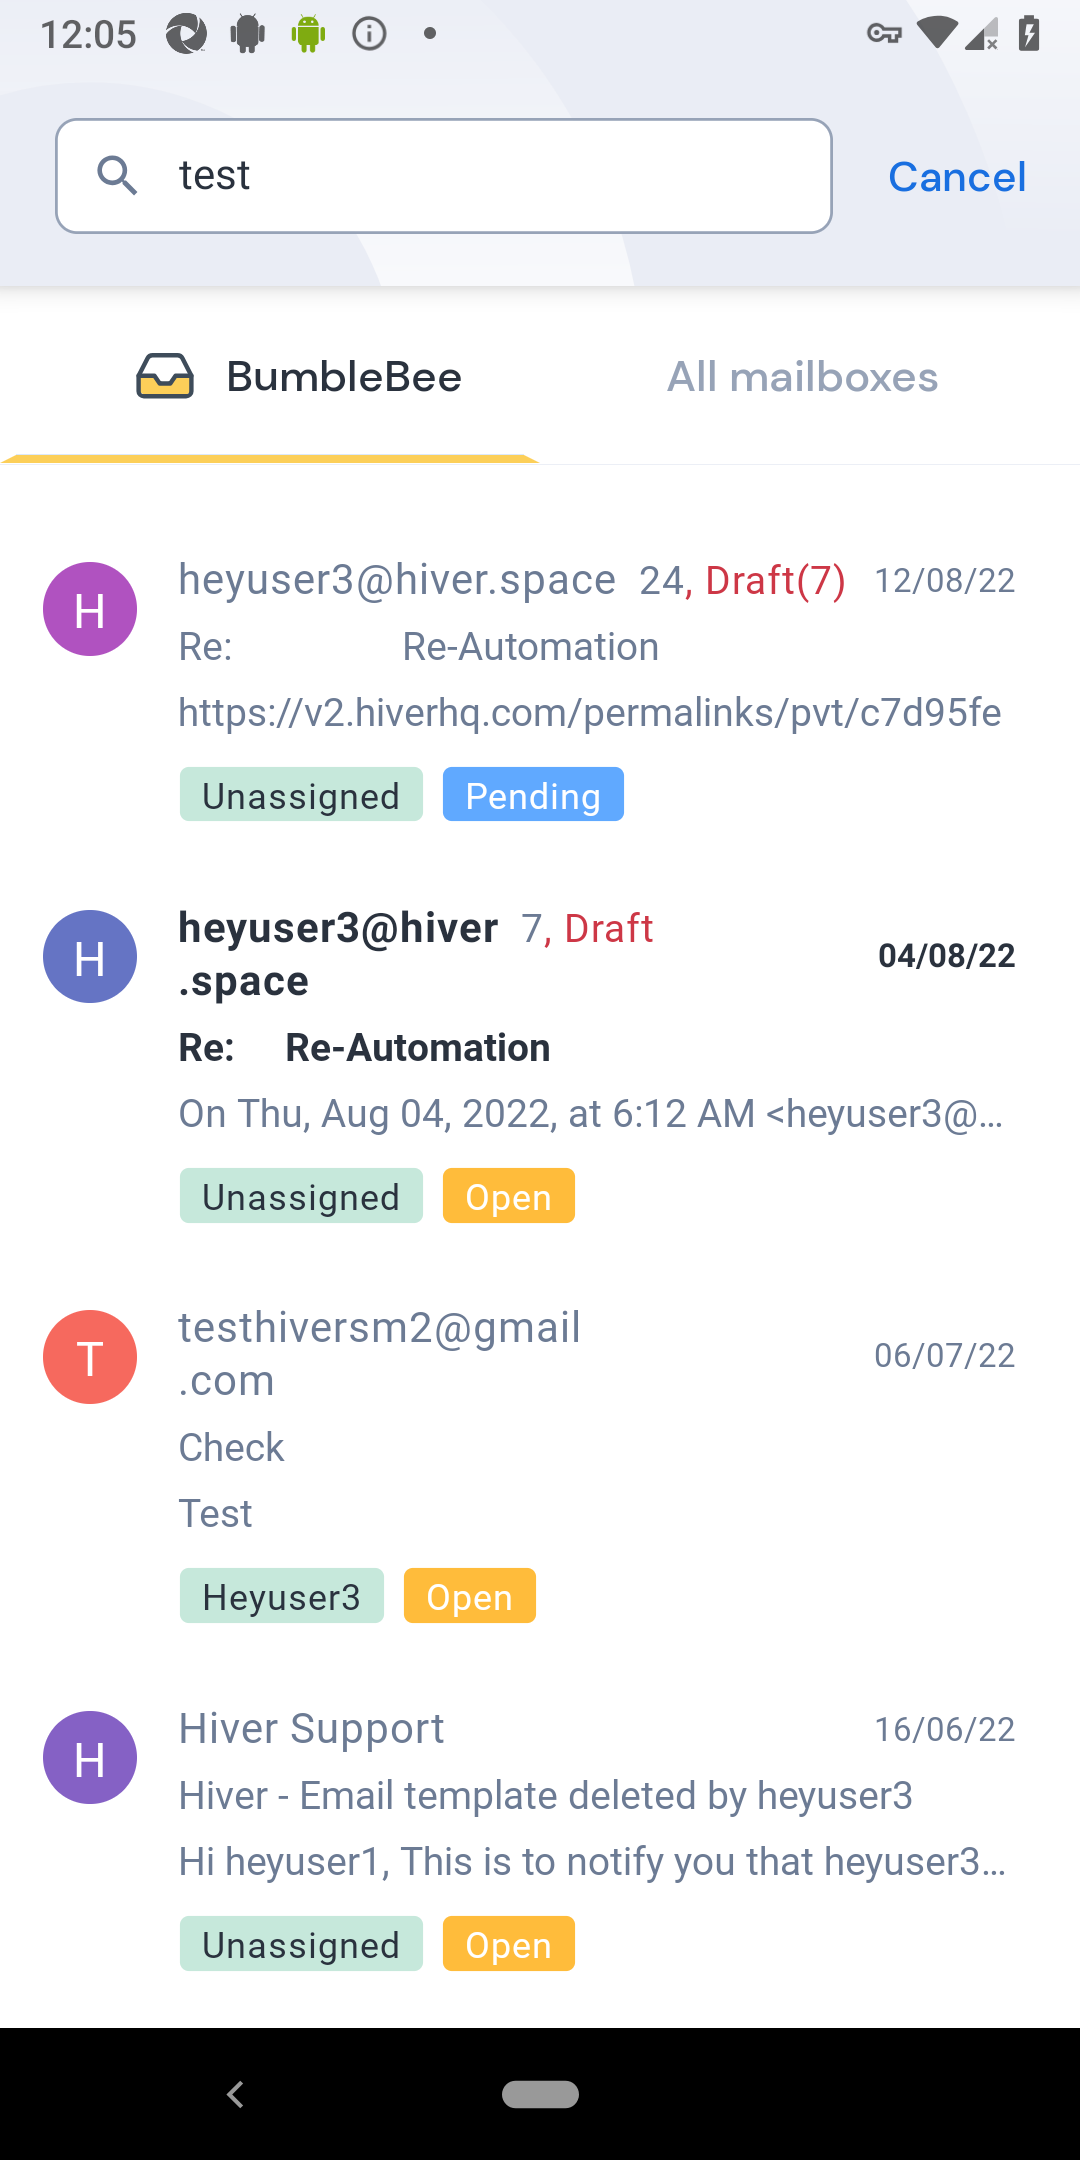 12:05
test
Cancel
BumbleBee
All mailboxes
H
heyuser3@hiver.space 24, Draft(7) 12/08/22
Re: Re-Automation
https://v2.hiverhq.com/permalinks/pvt/c7d95fe
Unassigned Pending
H
heyuser3@hiver 7, Draft
.space
04/08/22
Re: Re-Automation
On Thu, Aug 04, 2022, at 6:12 AM <heyuser3@...
Unassigned Open
T
testhiversm2@gmail
.com
06/07/22
Check
Test
Heyuser3 Open
H
Hiver Support 16/06/22
Hiver - Email template deleted by heyuser3
Hi heyuser1, This is to notify you that heyuser3...
Unassigned Open